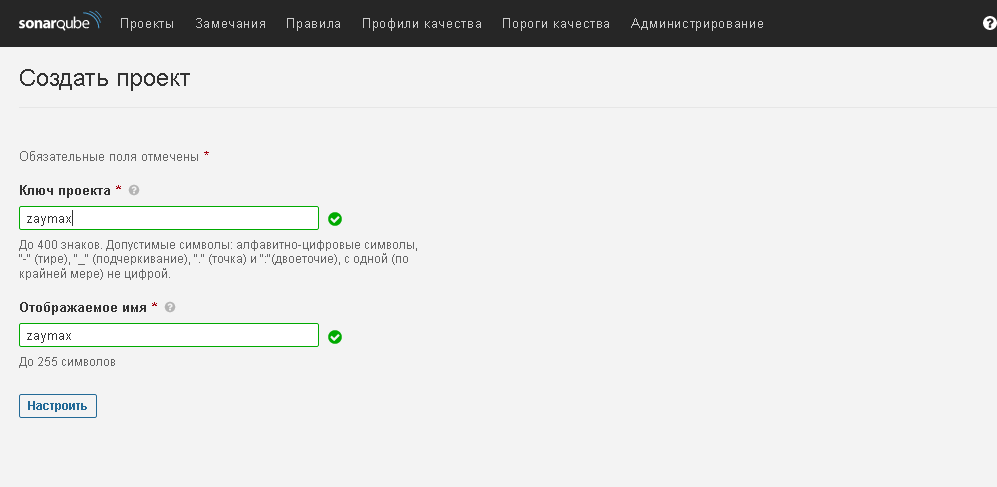 sonarqube Проекты Замечания Правила Профили качества Пороги качества Администрирование ?
Создать проект
Обязательные поля отмечены *
Ключ проекта * ?
zaymax
До 400 знаков. Допустимые символы: алфавитно-цифровые символы,
"-" (тире), "_" (подчеркивание), "." (точка) и ":"(двоеточие), с одной (по
крайней мере) не цифрой.
Отображаемое имя * ?
zaymax
До 255 символов
Настроить